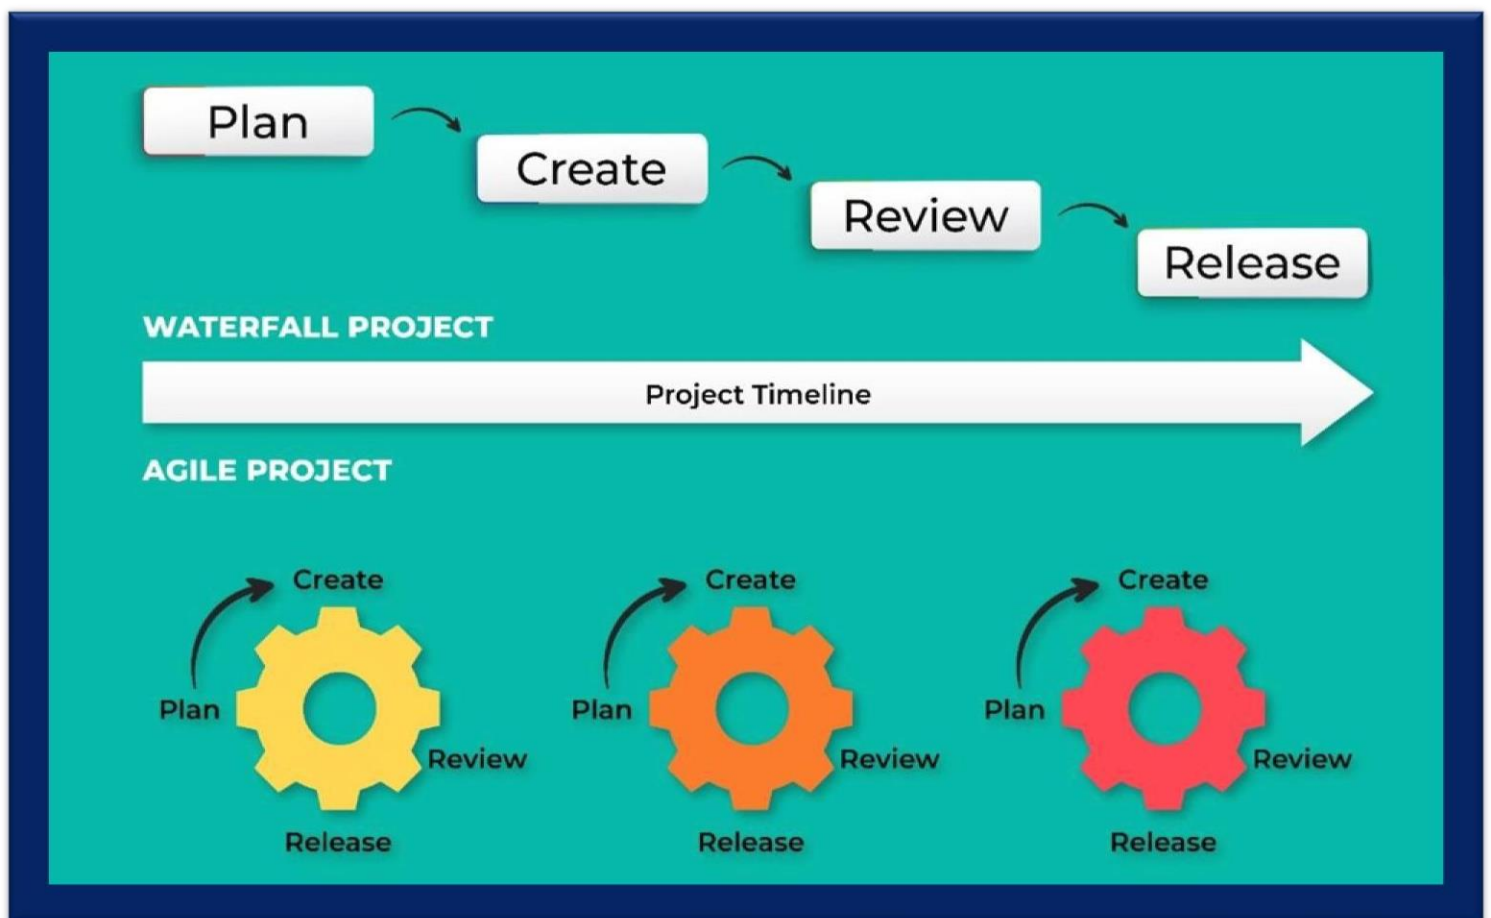 Plan
Create
Review
Release
WATERFALL PROJECT
Project Timeline
AGILE PROJECT
Create
Plan
Review
Release
Create
Plan
Review
Release
Create
Plan
Review
Release